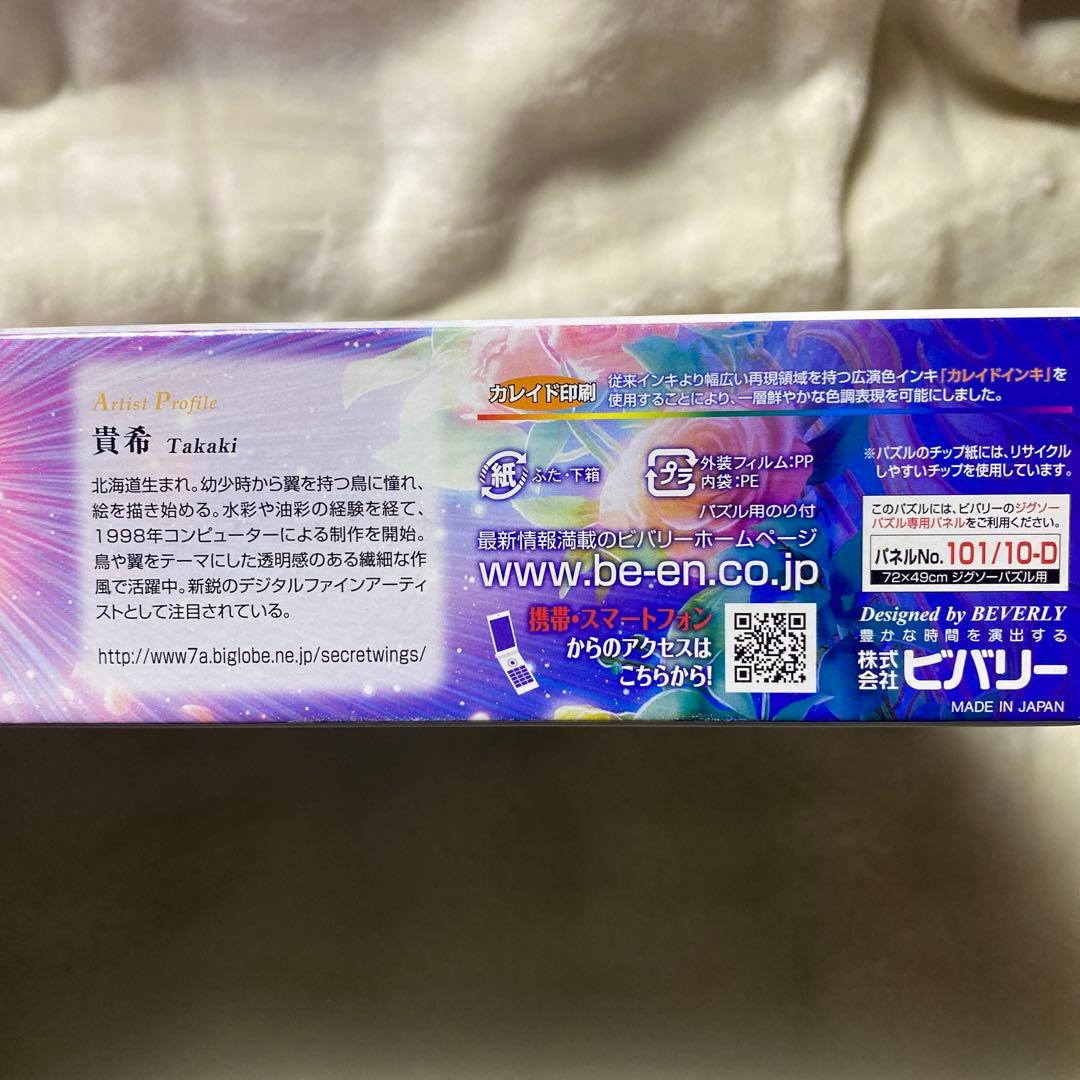 Artist Profile
貴希 Takaki
北海道生まれ。幼少時から翼を持つ鳥に憧れ、
絵を描き始める。水彩や油彩の経験を経て、
1998年コンピューターによる制作を開始。
鳥や翼をテーマにした透明感のある繊細な作
風で活躍中。新鋭のデジタルファインアーティ
ストとして注目されている。
http://www7a.biglobe.ne.jp/secretwings/
カレイド印刷
従来インキより幅広い再現領域を持つ広演色インキ「カレイドインキ」を
使用することにより、一層鮮やかな色調表現を可能にしました。
紙 ふた・下箱
プラ 外装フィルム:PP
内袋:PE
パズル用のり付
最新情報満載のビバリーホームページ
www.be-en.co.jp
携帯・スマートフォン
からのアクセスは
こちらから!
※パズルのチップ紙には、リサイクル
しやすいチップを使用しています。
このパズルには、ビバリーのジグソー
パズル専用パネルをご利用ください。
パネルNo. 101/10-D
72×49cm ジグソーパズル用
Designed by BEVERLY
豊かな時間を演出する
株式会社 ビバリー
MADE IN JAPAN